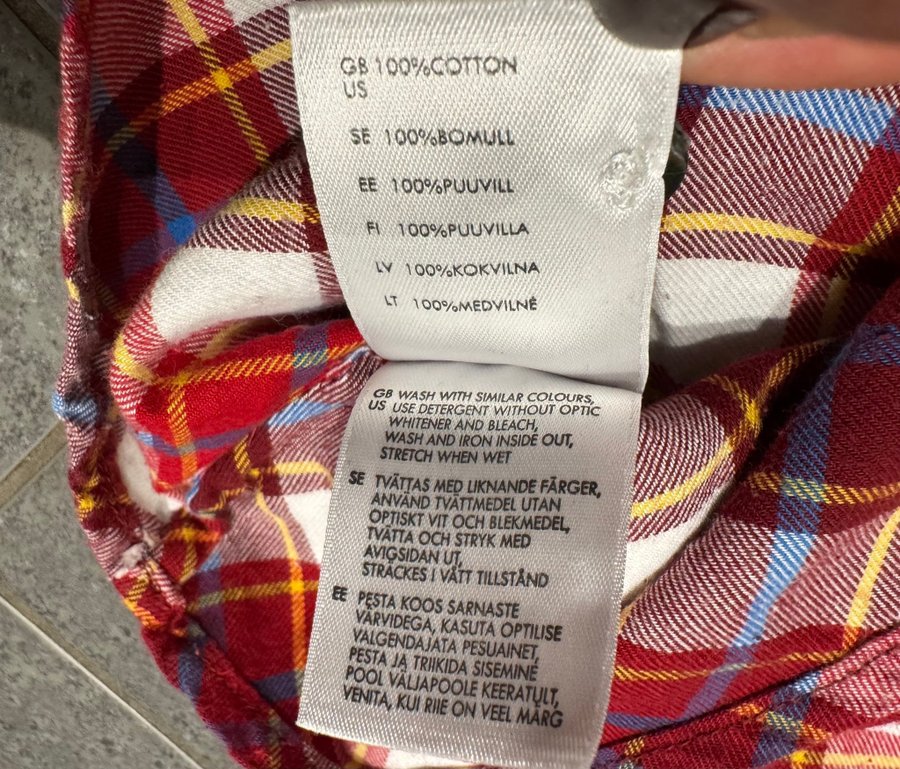 GB 100%COTTON
US
SE 100%BOMULL
EE 100%PUUVILL
FI 100%PUUVILLA
LV 100%KOKVILNA
LT 100%MEDVILNĖ
GB WASH WITH SIMILAR COLOURS,
US USE DETERGENT WITHOUT OPTIC
WHITENER AND BLEACH,
WASH AND IRON INSIDE OUT,
STRETCH WHEN WET
SE TVÄTTAS MED LIKNANDE FÄRGER,
ANVÄND TVÄTTMEDEL UTAN
OPTISKT VIT OCH BLEKMEDEL,
TVÄTTA OCH STRYK MED
AVIGSIDAN UT,
STRÄCKES I VÅTT TILLSTÅND
EE PESTA KOOS SARNASTE
VÄRVIDEGA, KASUTA OPTILISE
VALGENDAJATA PESUAINET,
PESTA JA TRIIKIDA SISEMINE
POOL VÄLJAPOOLE KEERATULT,
VENITA, KUI RIIE ON VEEL MÄRG